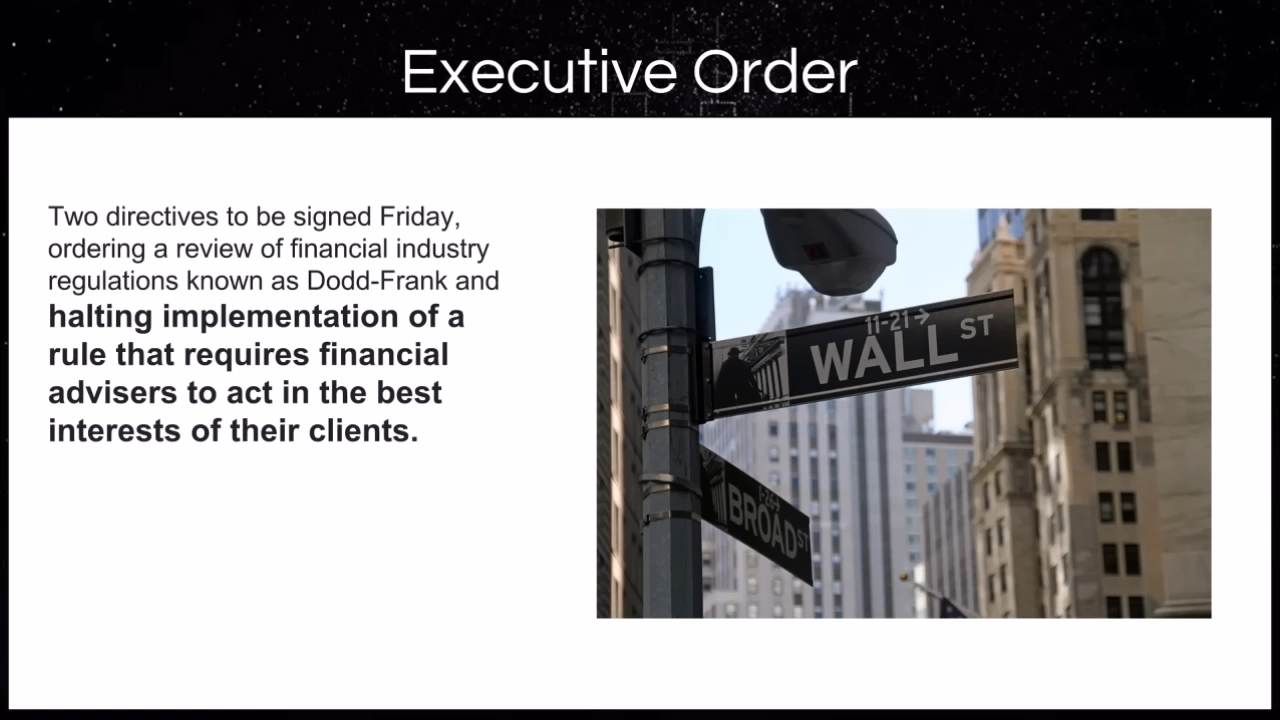 Executive Order
Two directives to be signed Friday,
ordering a review of financial industry
regulations known as Dodd-Frank and
halting implementation of a
rule that requires financial
advisers to act in the best
interests of their clients.
11-21→
WALL ST
BROAD ST